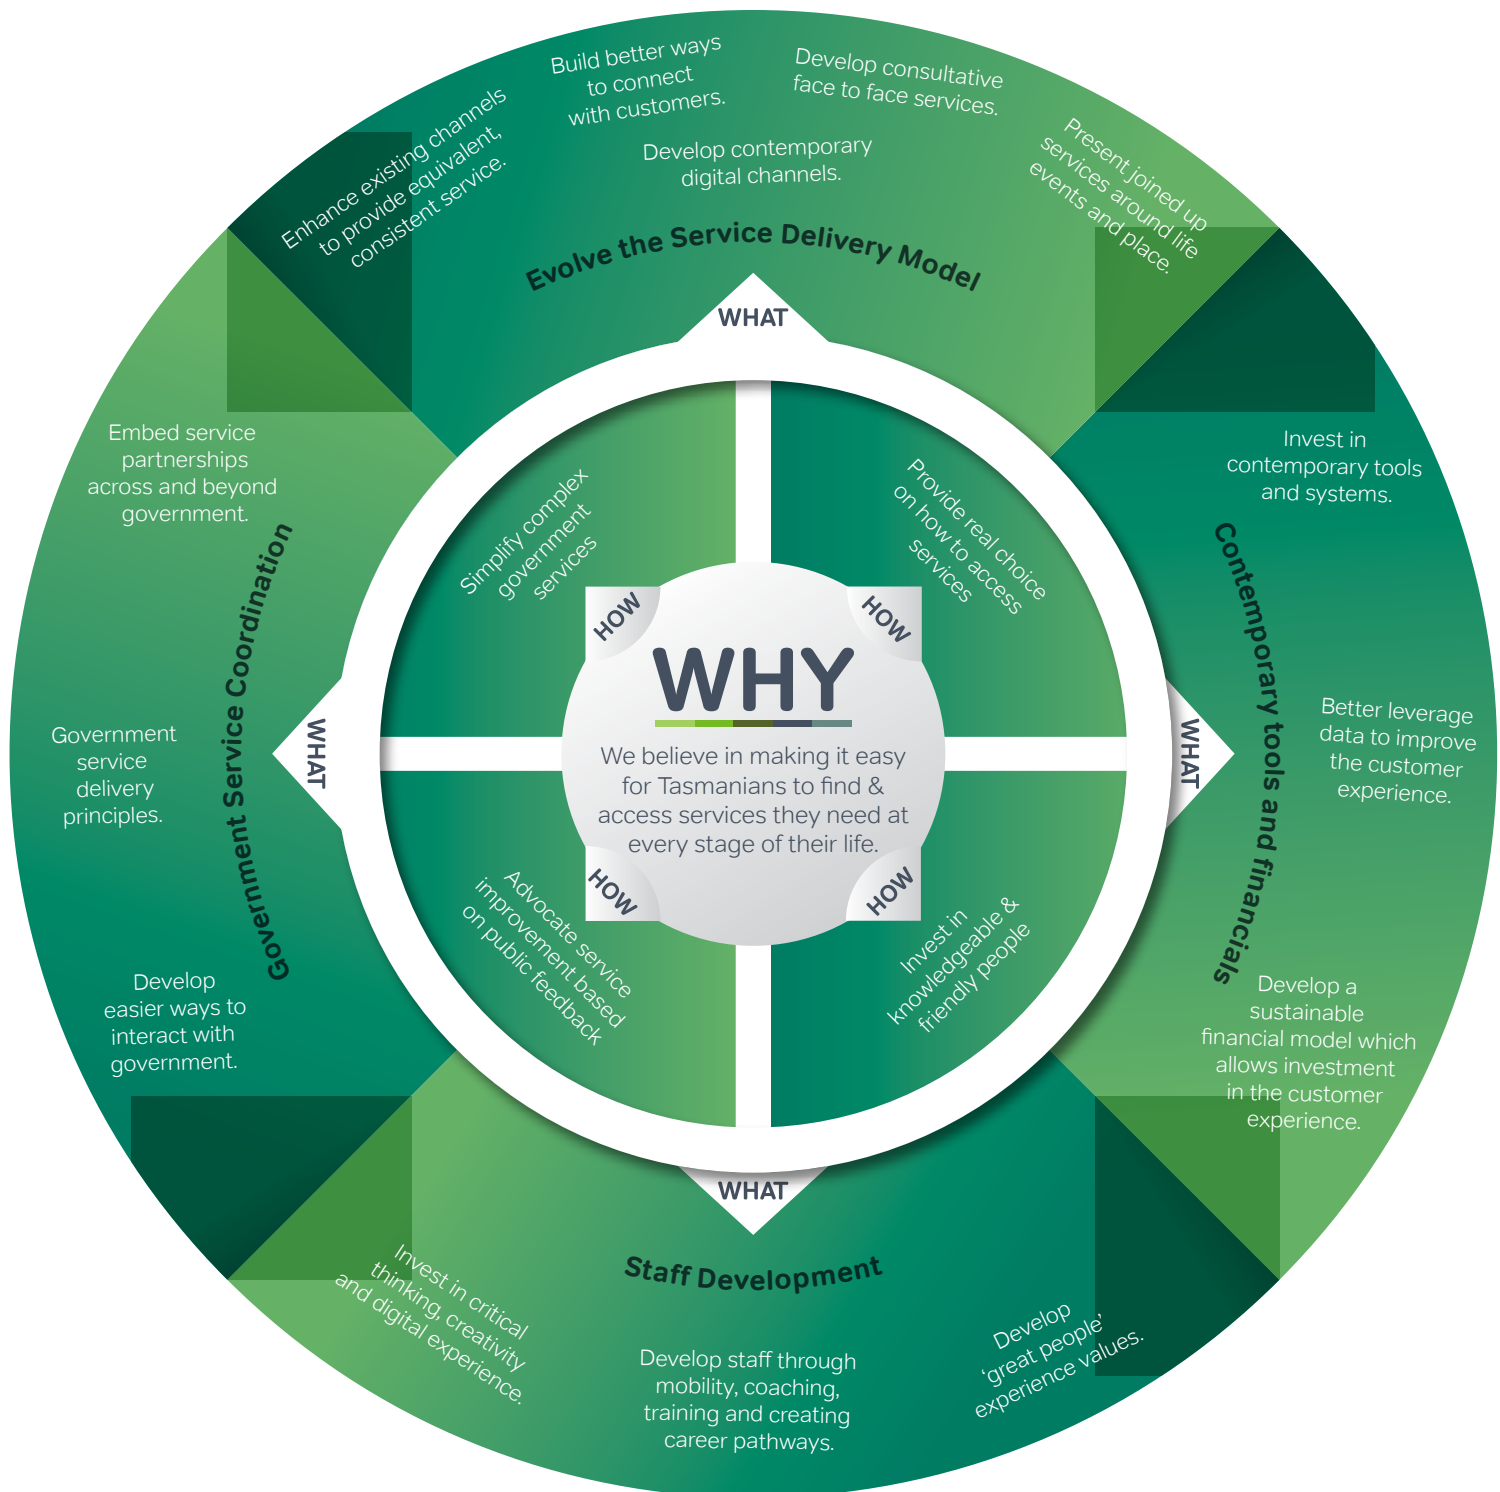 Build better ways
to connect
with customers.
Develop consultative
face to face services.
Enhance existing channels
to provide equivalent,
consistent service.
Develop contemporary
digital channels.
Present joined up
services around life
events and place.
Evolve the Service Delivery Model
WHAT
Embed service
partnerships
across and beyond
government.
Government
service
delivery
principles.
Develop
easier ways to
interact with
government.
Government Service Coordination
WHAT
Simplify complex
government
services
HOW
Provide real choice
on how to access
services
HOW
WHY
We believe in making it easy
for Tasmanians to find &
access services they need at
every stage of their life.
HOW
Advocate service
improvement based
on public feedback
HOW
Invest in
knowledgeable &
friendly people
WHAT
Contemporary tools and financials
Invest in
contemporary tools
and systems.
Better leverage
data to improve
the customer
experience.
Develop a
sustainable
financial model which
allows investment
in the customer
experience.
WHAT
Staff Development
Invest in critical
thinking, creativity
and digital experience.
Develop staff through
mobility, coaching,
training and creating
career pathways.
Develop
‘great people’
experience values.